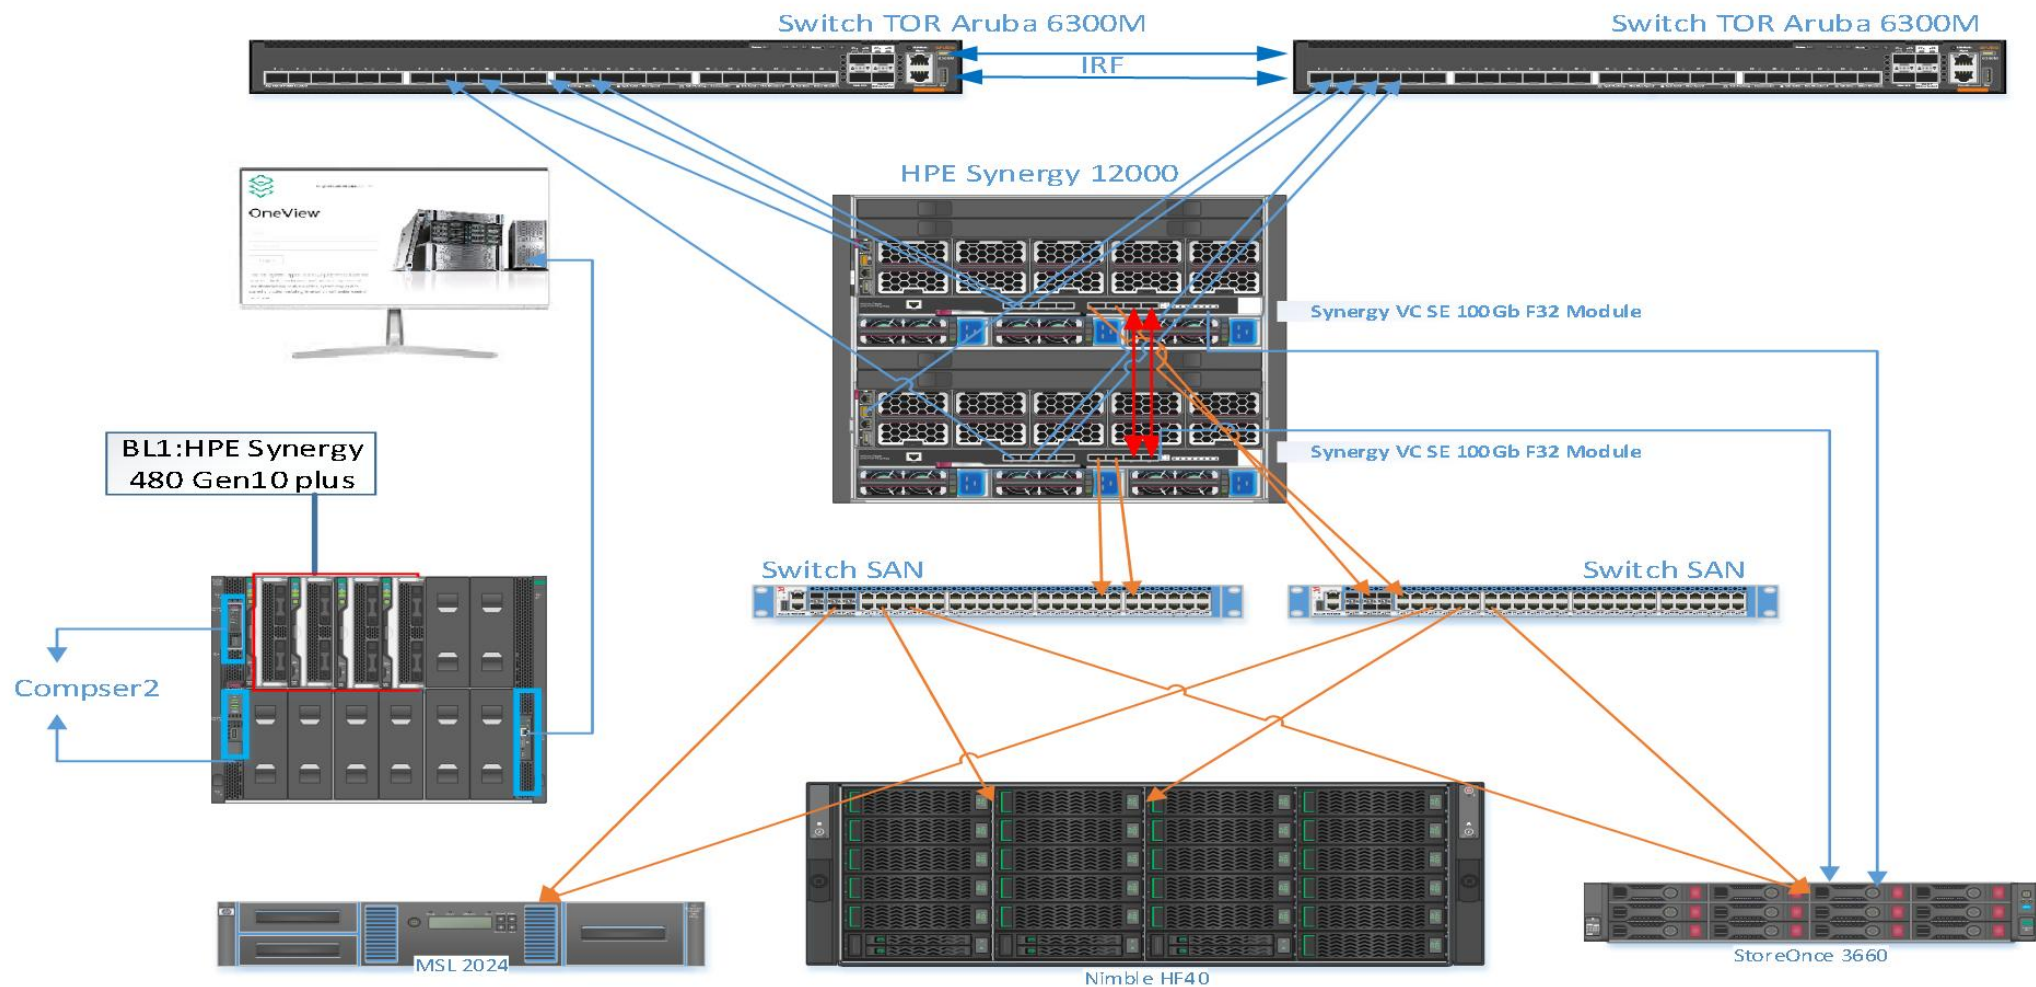 Switch TOR Aruba 6300M
Switch TOR Aruba 6300M
IRF
HPE Synergy 12000
OneView
Synergy VC SE 100Gb F32 Module
BL1:HPE Synergy
480 Gen10 plus
Synergy VC SE 100Gb F32 Module
Switch SAN
Switch SAN
Compser2
MSL 2024
Nimble HF40
StoreOnce 3660